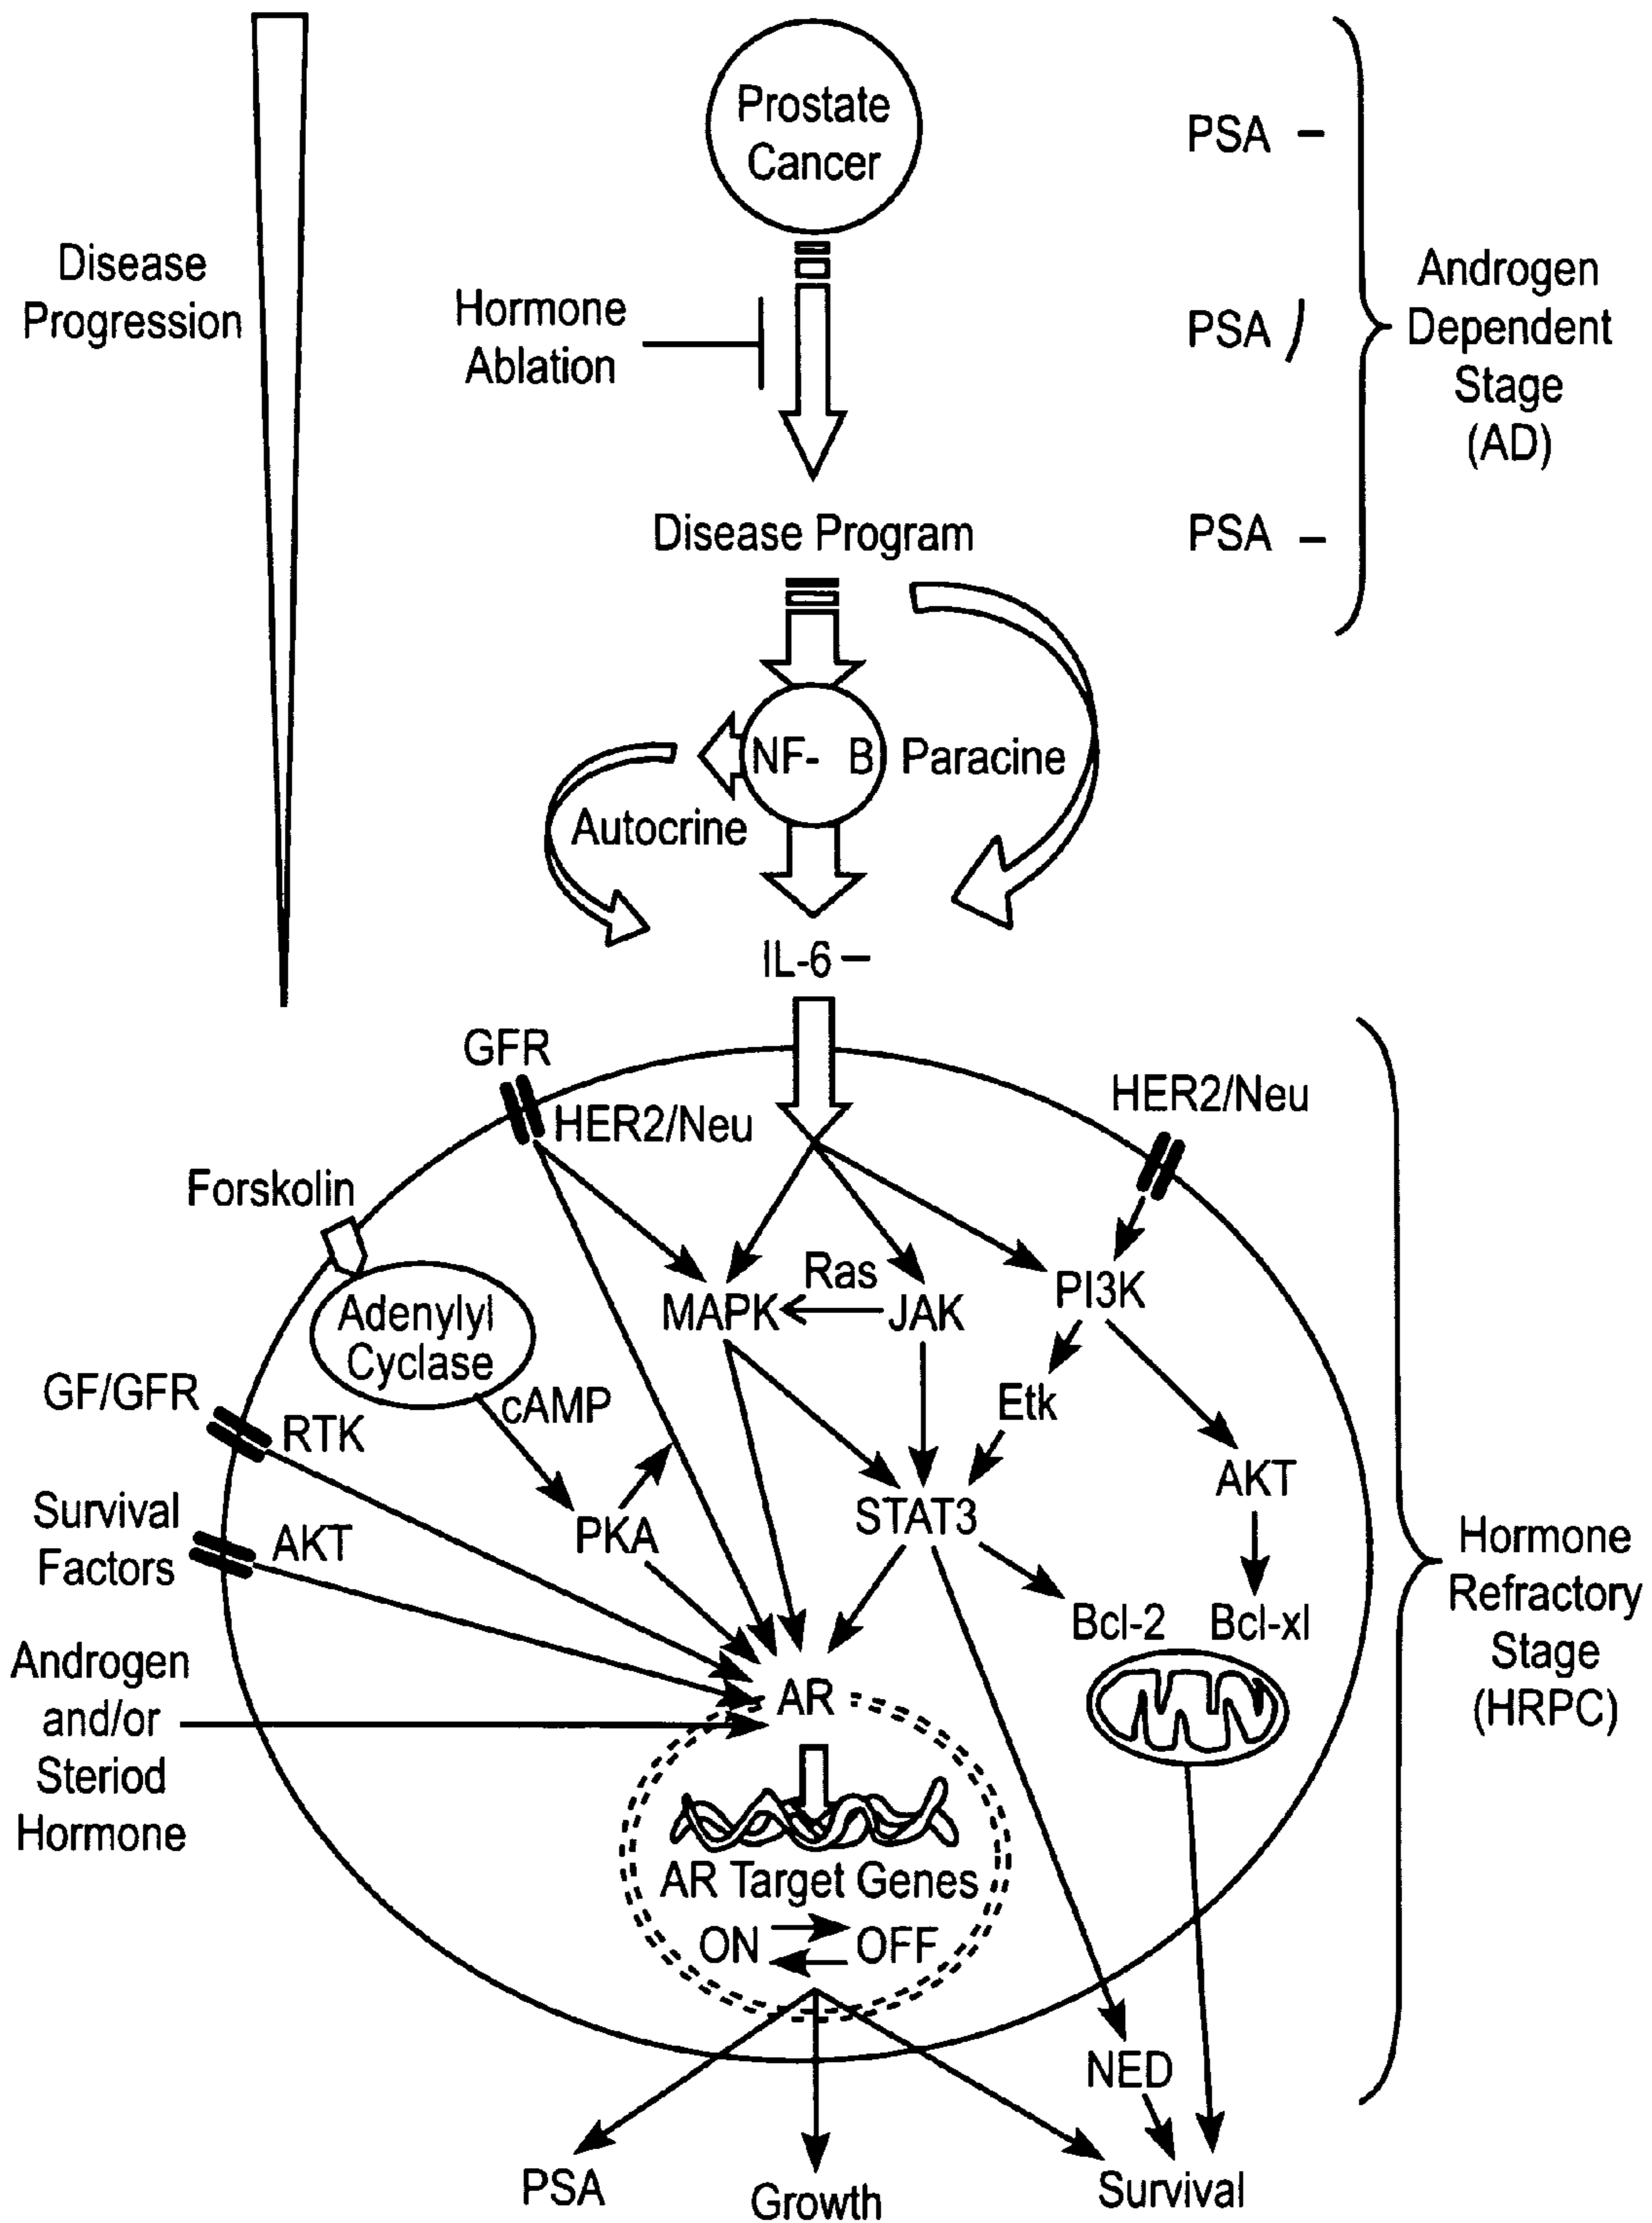 Prostate
Cancer
PSA –
Disease
Progression
Hormone
Ablation
PSA /
Androgen
Dependent
Stage
(AD)
Disease Program
PSA –
NF- B
Paracine
Autocrine
IL-6 –
GFR
HER2/Neu
HER2/Neu
Forskolin
Adenylyl
Cyclase
MAPK
Ras
JAK
PI3K
GF/GFR
RTK
cAMP
Etk
AKT
Survival
Factors
AKT
PKA
STAT3
Bcl-2
Bcl-xl
Hormone
Refractory
Stage
(HRPC)
Androgen
and/or
Steriod
Hormone
AR
AR Target Genes
ON
OFF
NED
PSA
Growth
Survival